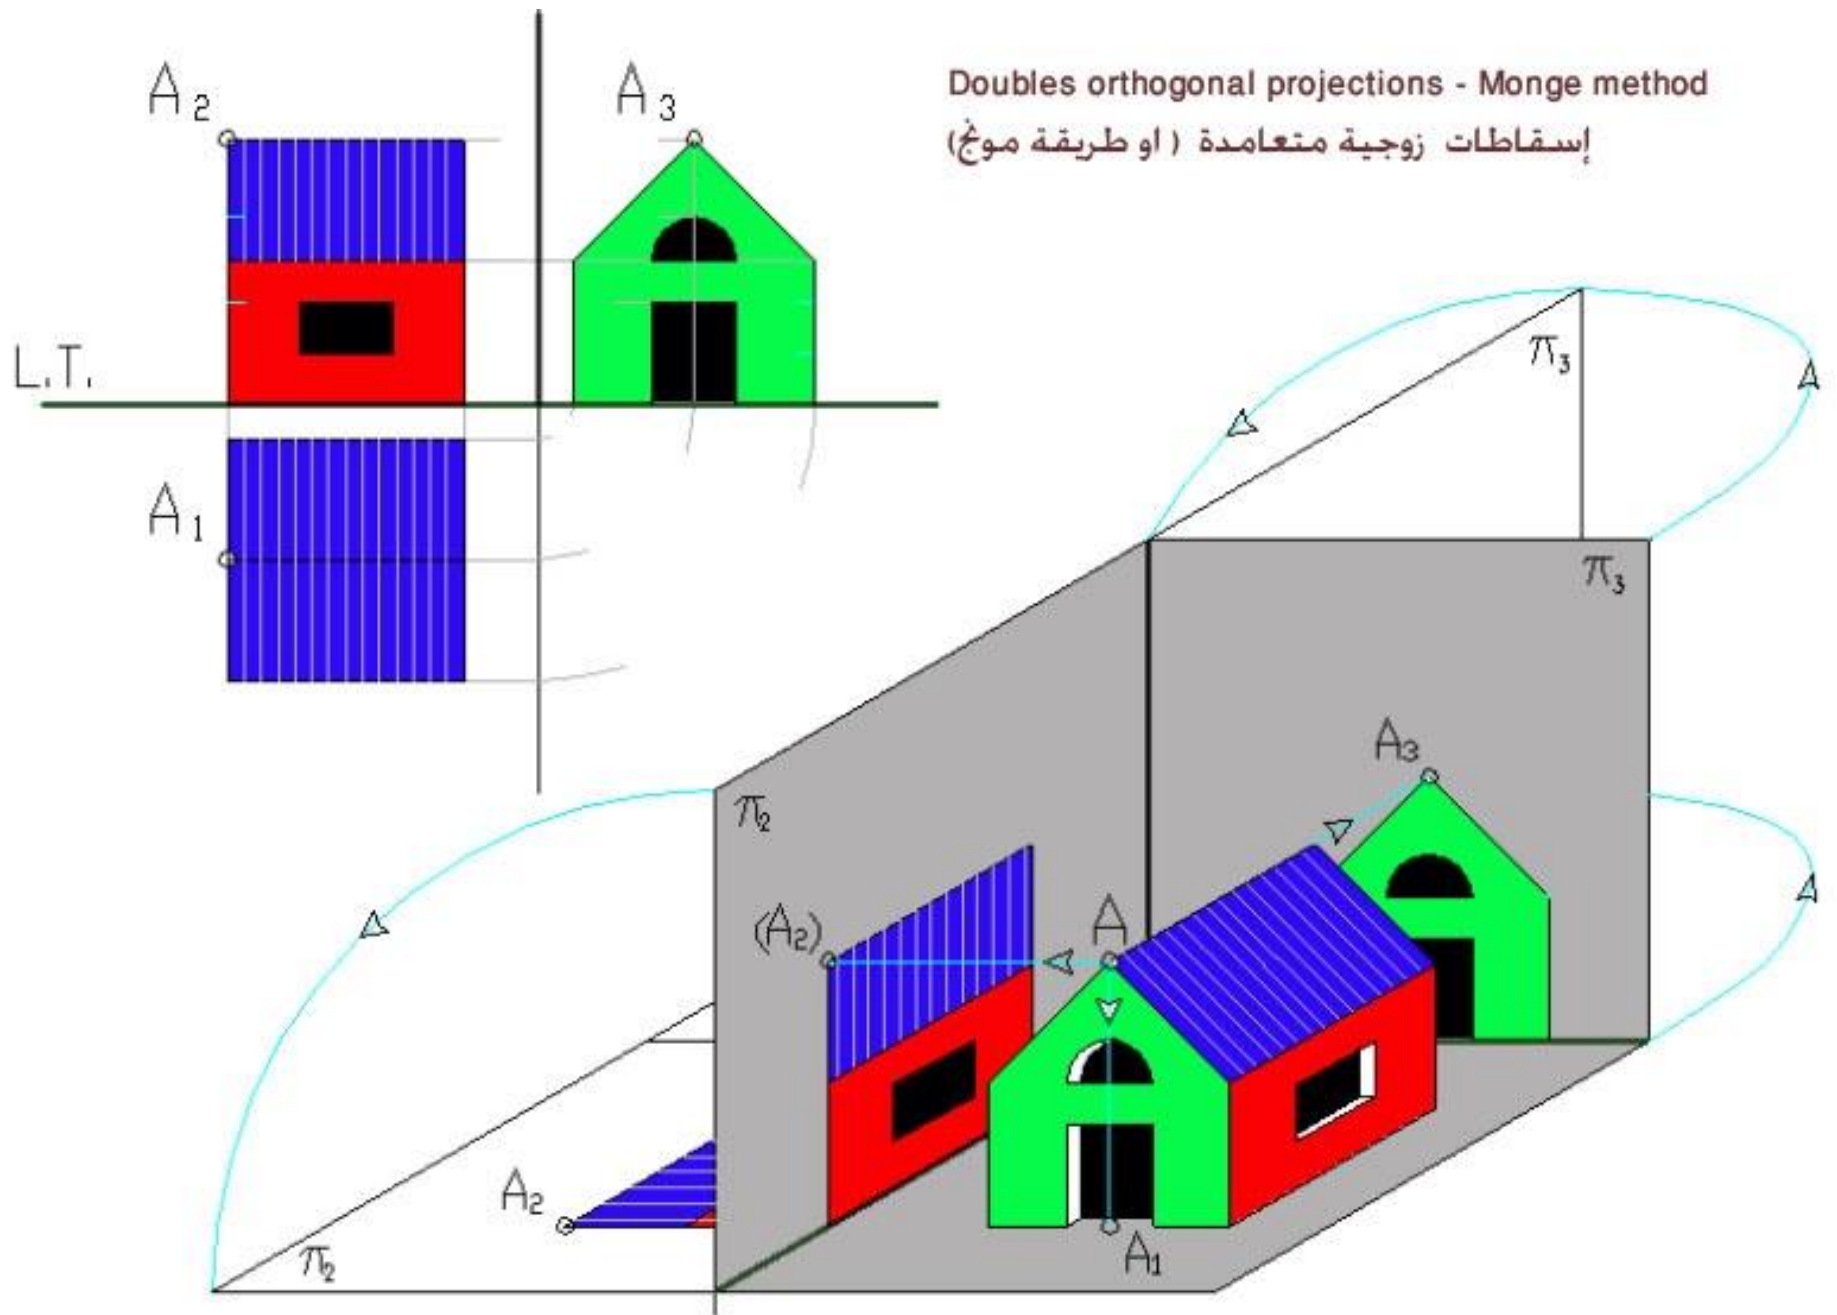 A2
A3
Doubles orthogonal projections - Monge method
إسقاطات زوجية متعامدة ( او طريقة مونج)
L.T.
A1
π3
π3
A3
π2
(A2)
A
A2
A1
π2